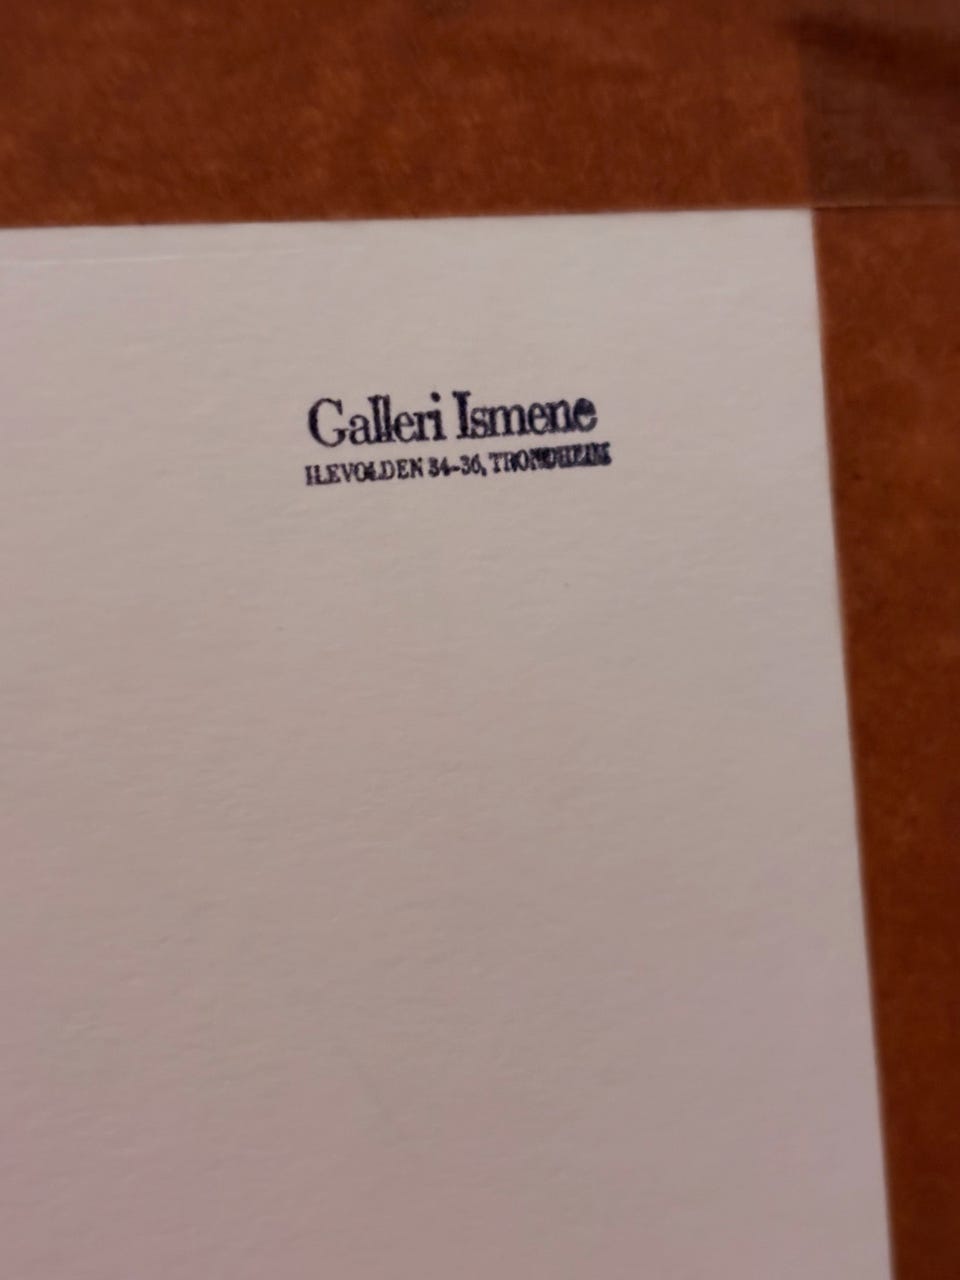 Galleri Ismene
ILEVOLDEN 34-36, TRONDHEIM